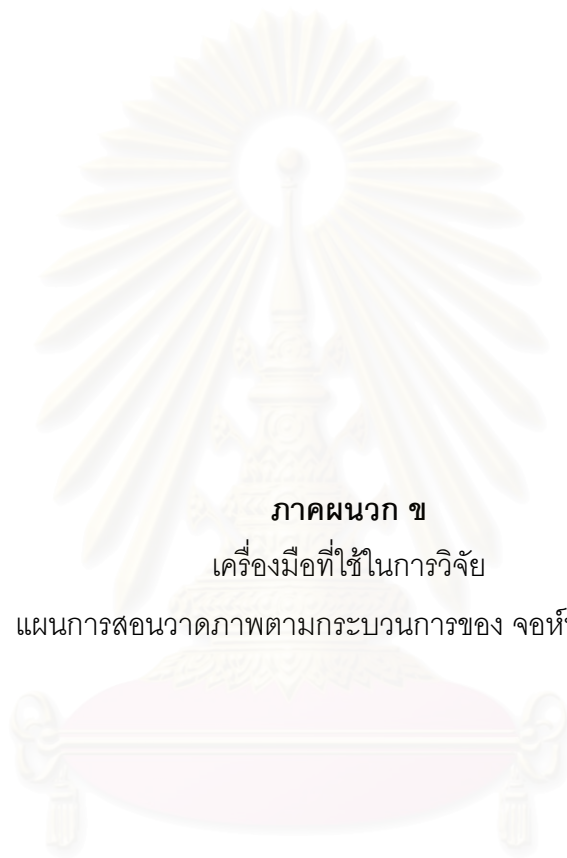 ภาคผนวก ข
เครื่องมือที่ใช้ในการวิจัย
แผนการสอนวาดภาพตามกระบวนการของ